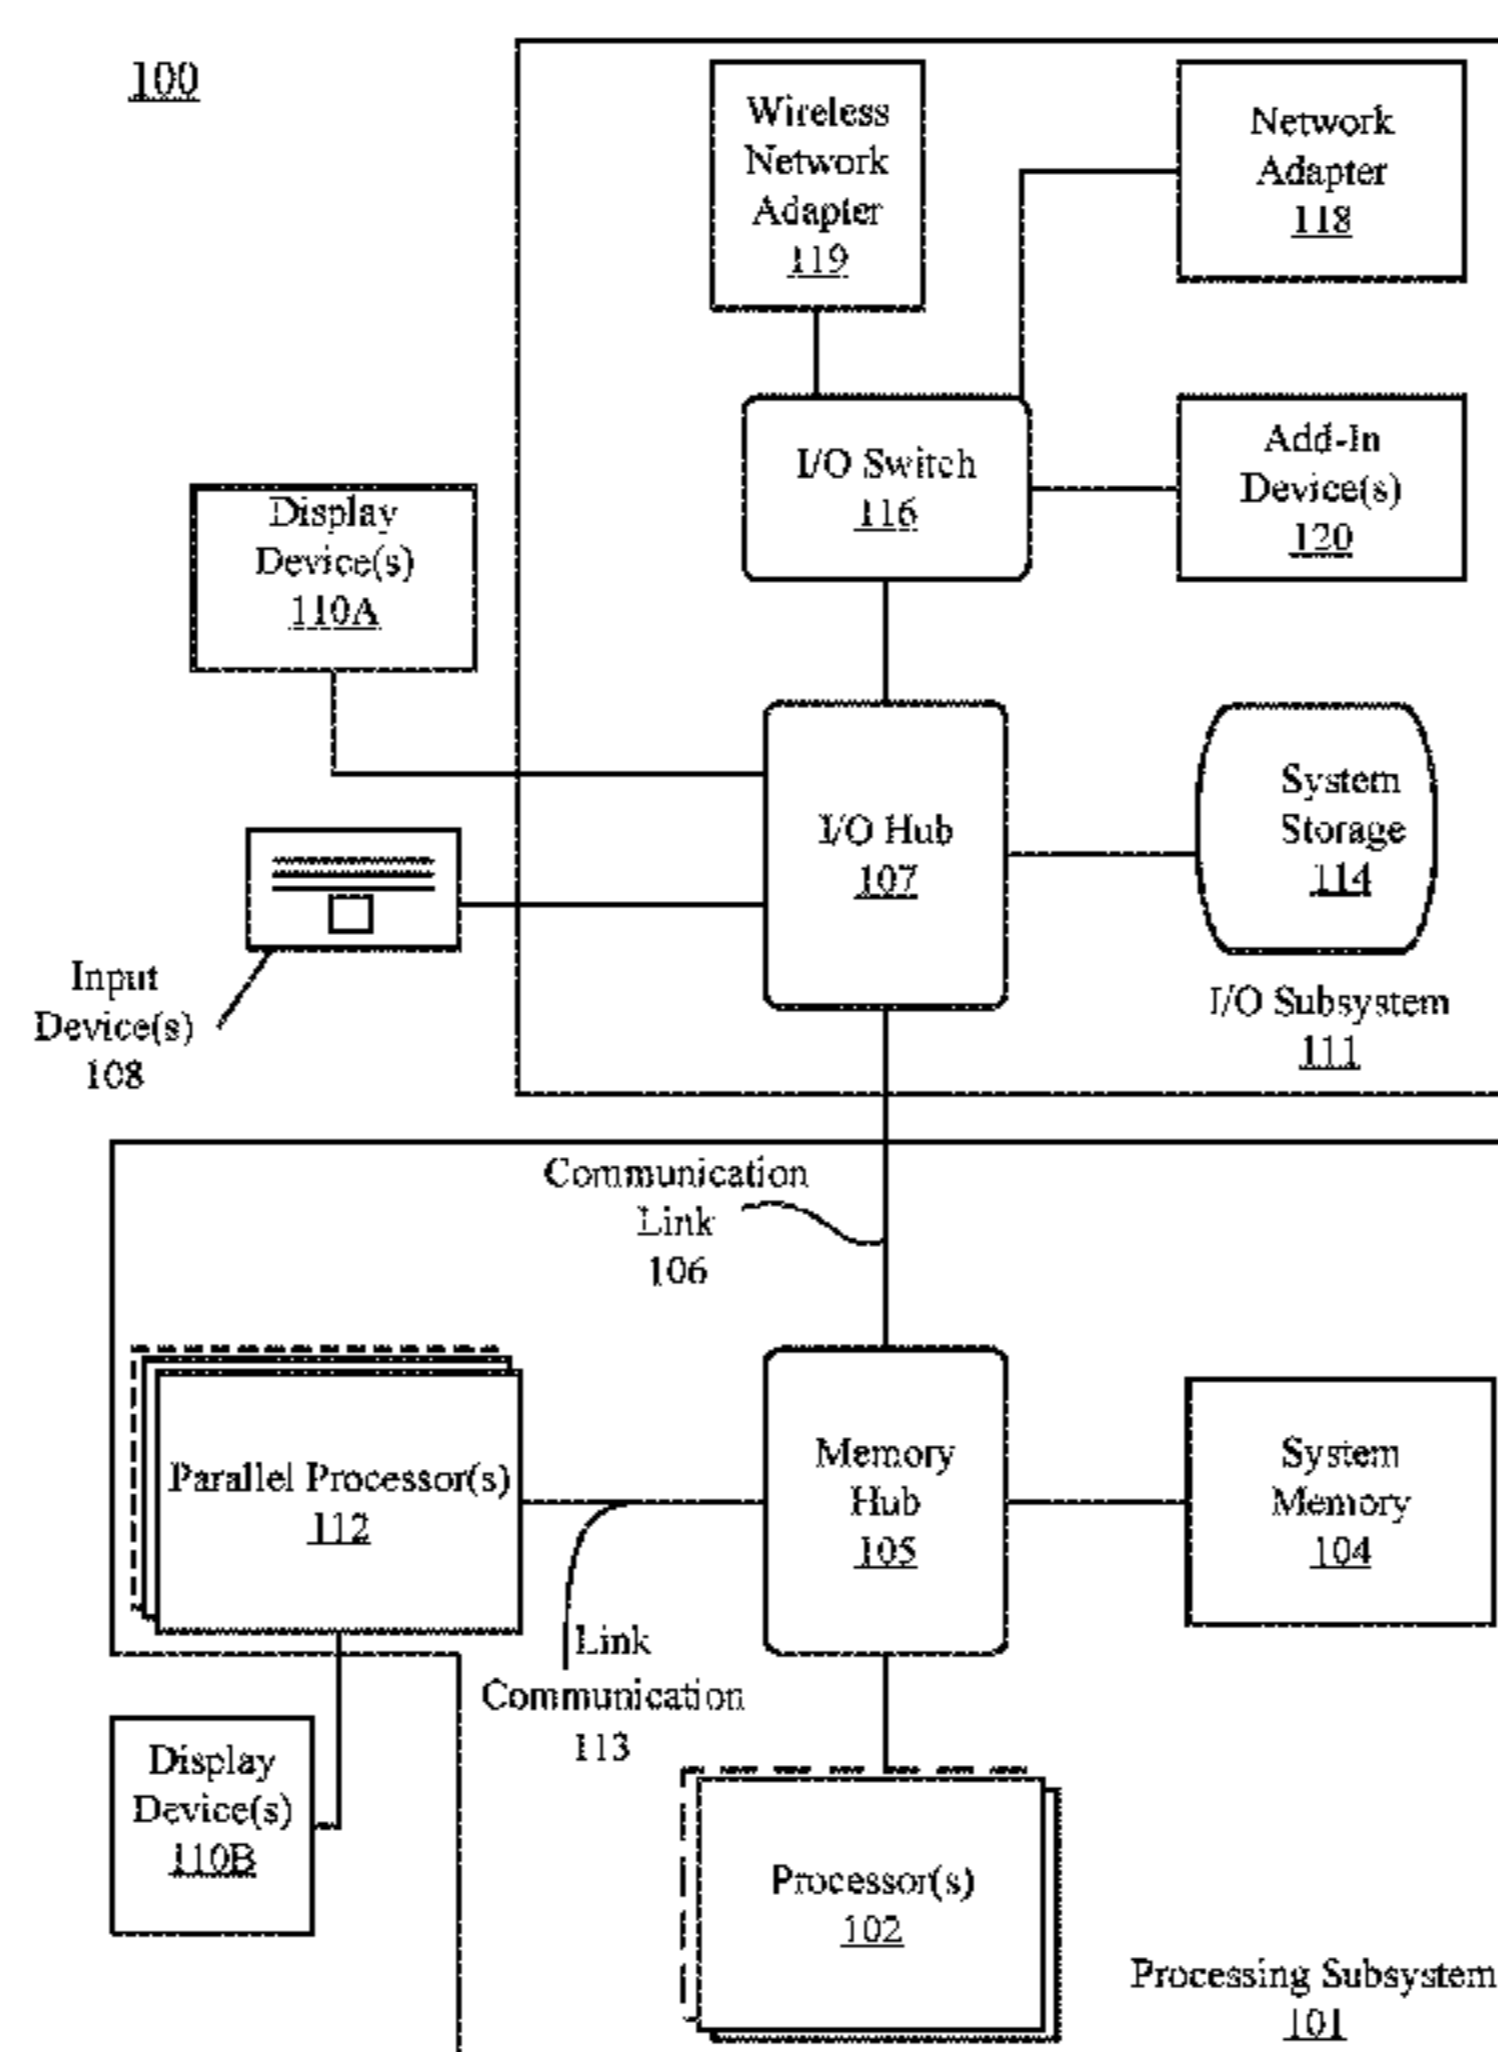 100
Wireless
Network
Adapter
119
Network
Adapter
118
I/O Switch
116
Add-In
Device(s)
120
Display
Device(s)
110A
I/O Hub
107
System
Storage
114
Input
Device(s)
108
I/O Subsystem
111
Communication
Link
106
Parallel Processor(s)
112
Memory
Hub
105
System
Memory
104
Link
Communication
113
Display
Device(s)
110B
Processor(s)
102
Processing Subsystem
101